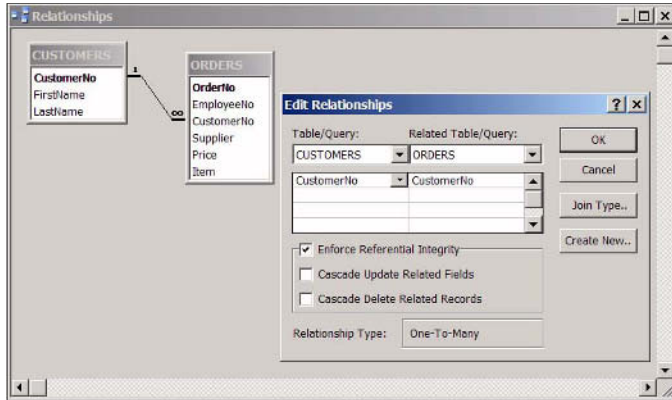 Relationships
CUSTOMERS
CustomerNo
FirstName
LastName
1
∞
ORDERS
OrderNo
EmployeeNo
CustomerNo
Supplier
Price
Item
Edit Relationships
Table/Query: Related Table/Query:
CUSTOMERS ORDERS
CustomerNo CustomerNo
Enforce Referential Integrity
Cascade Update Related Fields
Cascade Delete Related Records
Relationship Type: One-To-Many
OK
Cancel
Join Type..
Create New..